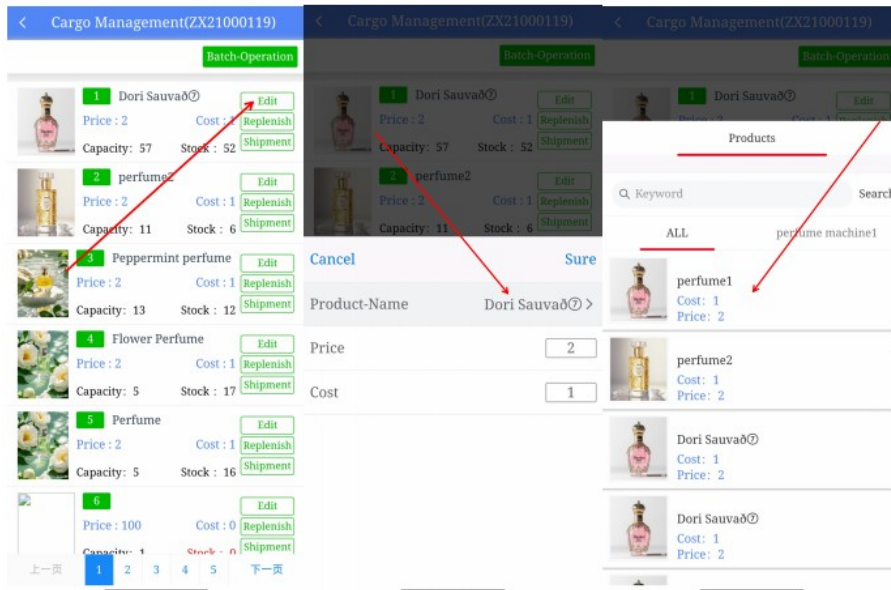 Cargo Management(ZX21000119)
Batch-Operation
1 Dori Sauvað⑦ Edit
Price : 2 Cost : 1 Replenish
Capacity: 57 Stock : 52 Shipment
2 perfume2 Edit
Price : 2 Cost : 1 Replenish
Capacity: 11 Stock : 6 Shipment
3 Peppermint perfume Edit
Price : 2 Cost : 1 Replenish
Capacity: 13 Stock : 12 Shipment
4 Flower Perfume Edit
Price : 2 Cost : 1 Replenish
Capacity: 5 Stock : 17 Shipment
5 Perfume Edit
Price : 2 Cost : 1 Replenish
Capacity: 5 Stock : 16 Shipment
6 Edit
Price : 100 Cost : 0 Replenish
Capacity: 1 Stock : 0 Shipment
上一页 1 2 3 4 5 下一页
Cargo Management(ZX21000119)
Batch-Operation
1 Dori Sauvað⑦ Edit
Price : 2 Cost : 1 Replenish
Capacity: 57 Stock : 52 Shipment
2 perfume2 Edit
Price : 2 Cost : 1 Replenish
Capacity: 11 Stock : 6 Shipment
Cancel Sure
Product-Name Dori Sauvað⑦ >
Price 2
Cost 1
Cargo Management(ZX21000119)
Batch-Operation
1 Dori Sauvað⑦ Edit
Price : 2 Cost : 1 Replenish
Products
Keyword Search
ALL perfume machine1
perfume1
Cost: 1
Price: 2
perfume2
Cost: 1
Price: 2
Dori Sauvað⑦
Cost: 1
Price: 2
Dori Sauvað⑦
Cost: 1
Price: 2